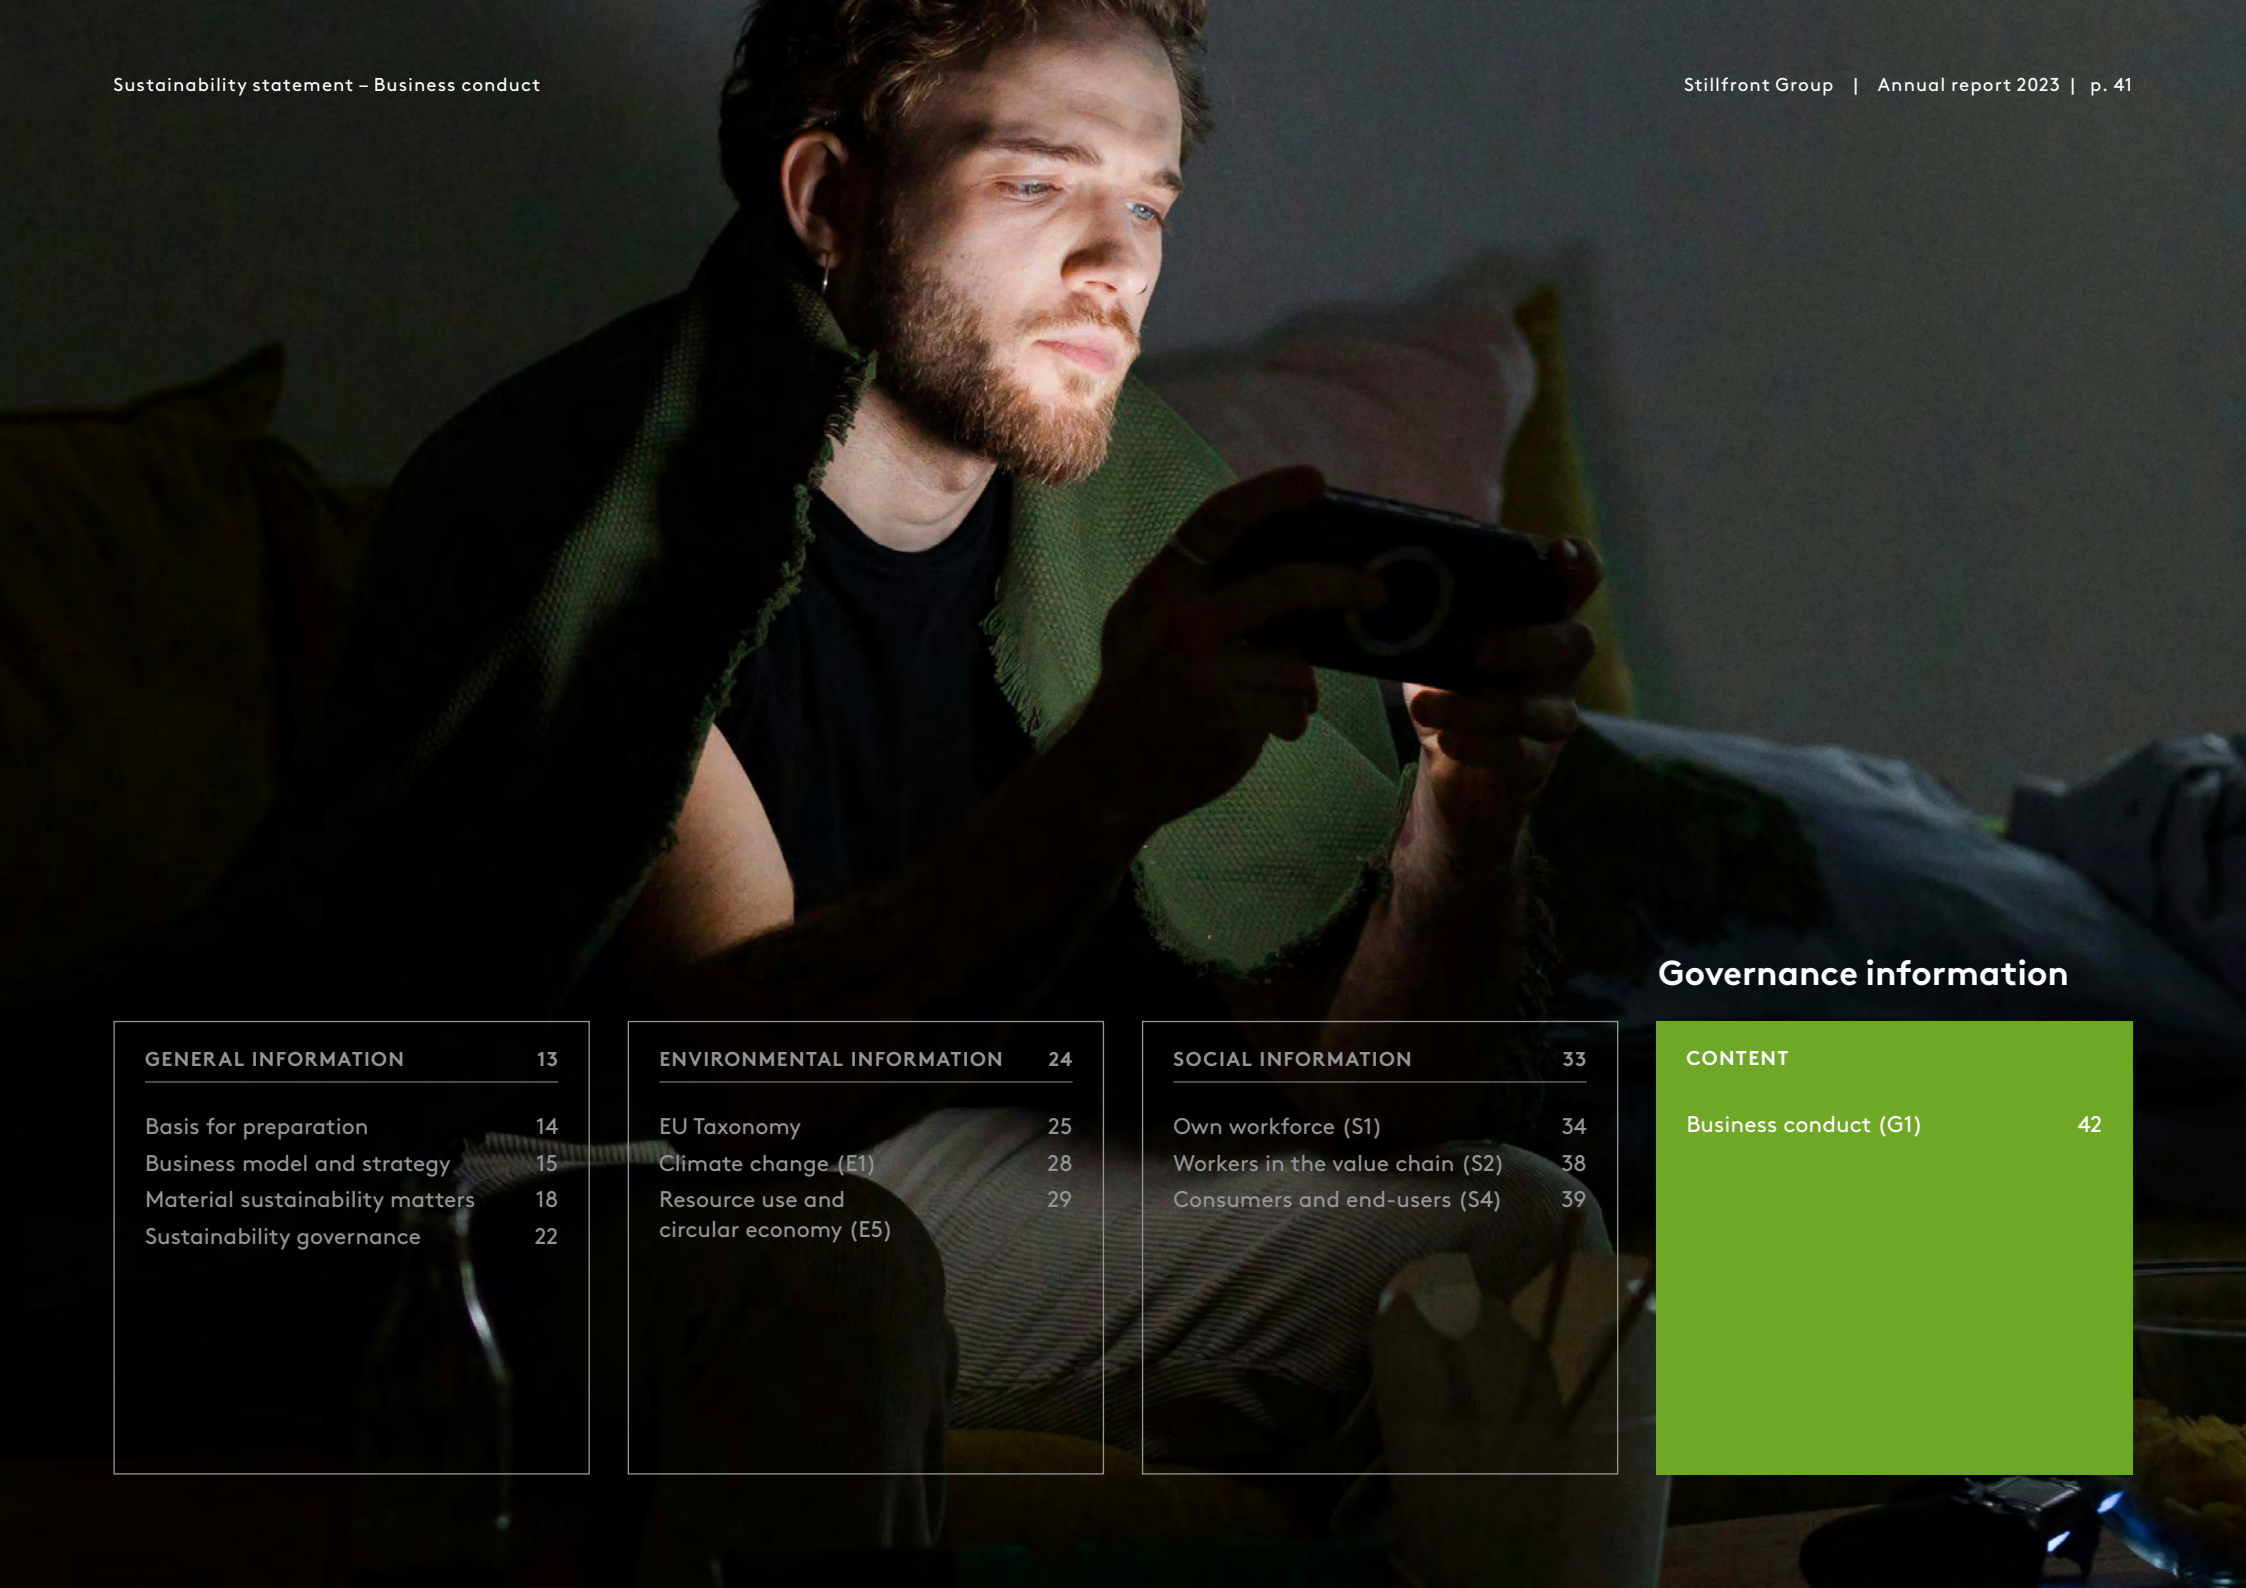 Sustainability statement – Business conduct
Stillfront Group | Annual report 2023 | p. 41
Governance information
GENERAL INFORMATION 13
Basis for preparation 14
Business model and strategy 15
Material sustainability matters 18
Sustainability governance 22
ENVIRONMENTAL INFORMATION 24
EU Taxonomy 25
Climate change (E1) 28
Resource use and 29
circular economy (E5)
SOCIAL INFORMATION 33
Own workforce (S1) 34
Workers in the value chain (S2) 38
Consumers and end-users (S4) 39
CONTENT
Business conduct (G1) 42